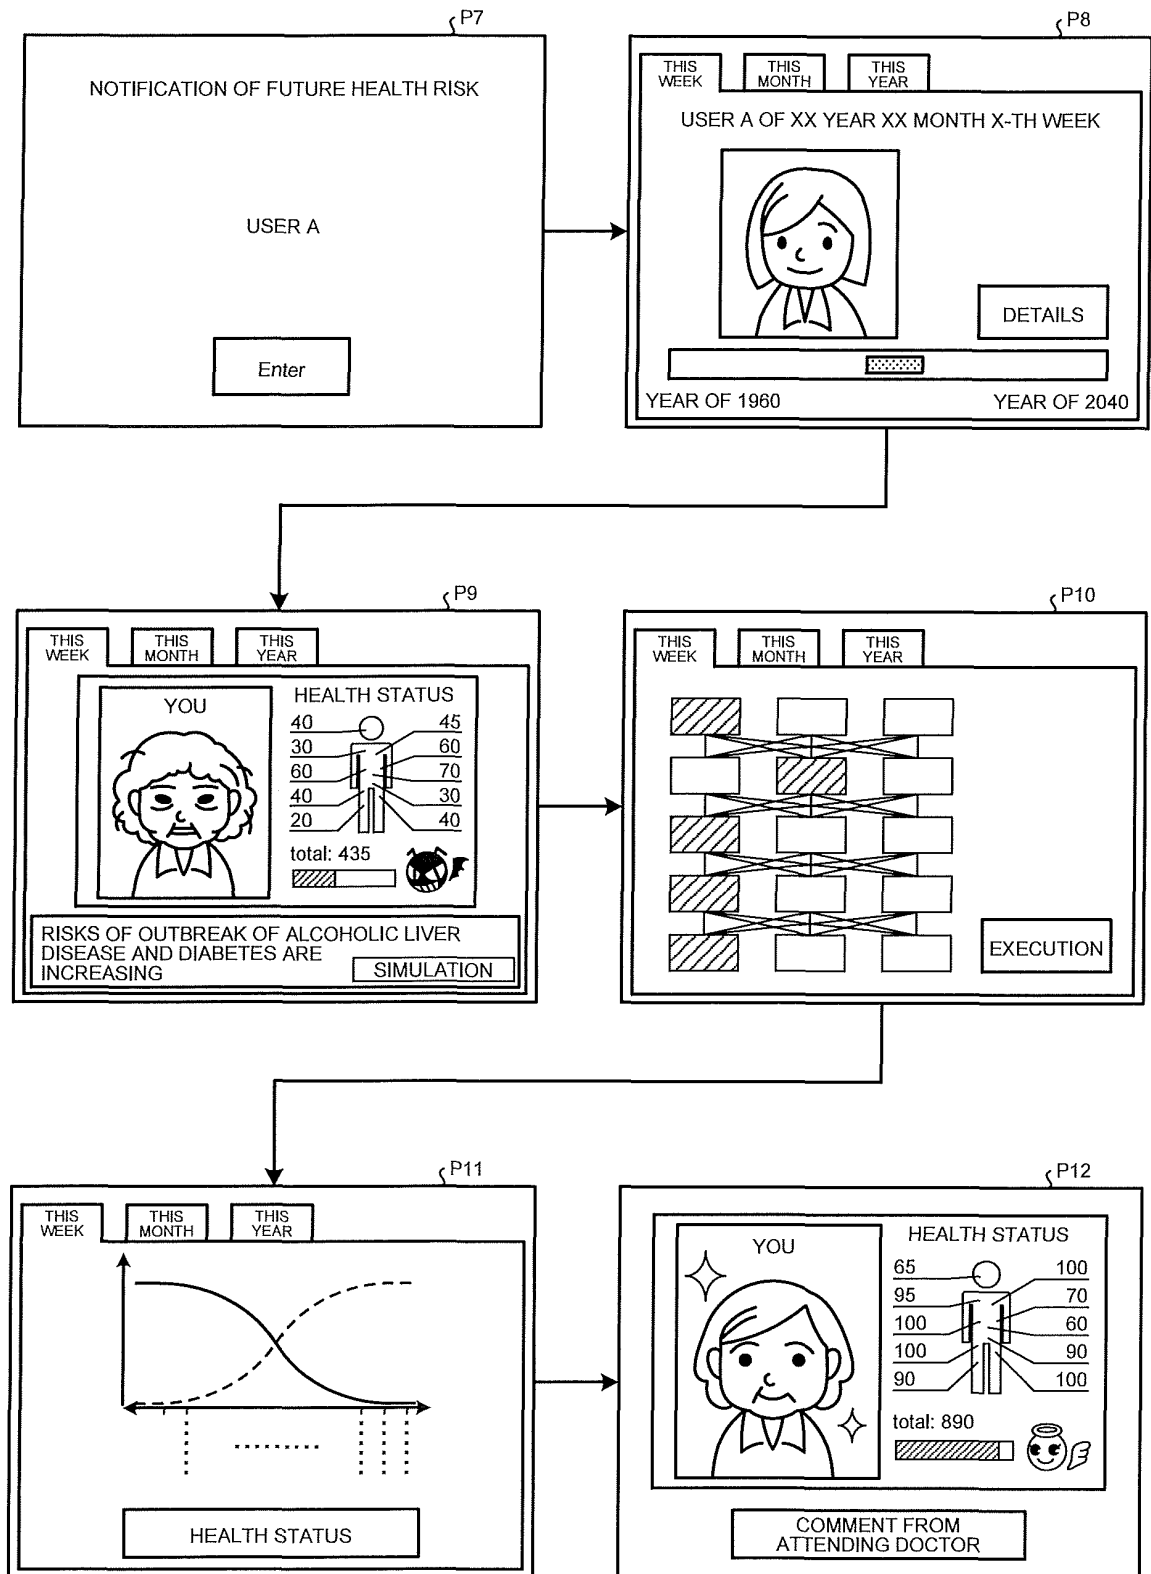 P7
NOTIFICATION OF FUTURE HEALTH RISK
USER A
Enter
P8
THIS
WEEK
THIS
MONTH
THIS
YEAR
USER A OF XX YEAR XX MONTH X-TH WEEK
DETAILS
YEAR OF 1960
YEAR OF 2040
P9
THIS
WEEK
THIS
MONTH
THIS
YEAR
YOU
HEALTH STATUS
40 45
30 60
60 70
40 30
20 40
total: 435
RISKS OF OUTBREAK OF ALCOHOLIC LIVER
DISEASE AND DIABETES ARE
INCREASING
SIMULATION
P10
THIS
WEEK
THIS
MONTH
THIS
YEAR
EXECUTION
P11
THIS
WEEK
THIS
MONTH
THIS
YEAR
HEALTH STATUS
P12
YOU
HEALTH STATUS
65 100
95 70
100 60
100 90
90 100
total: 890
COMMENT FROM
ATTENDING DOCTOR